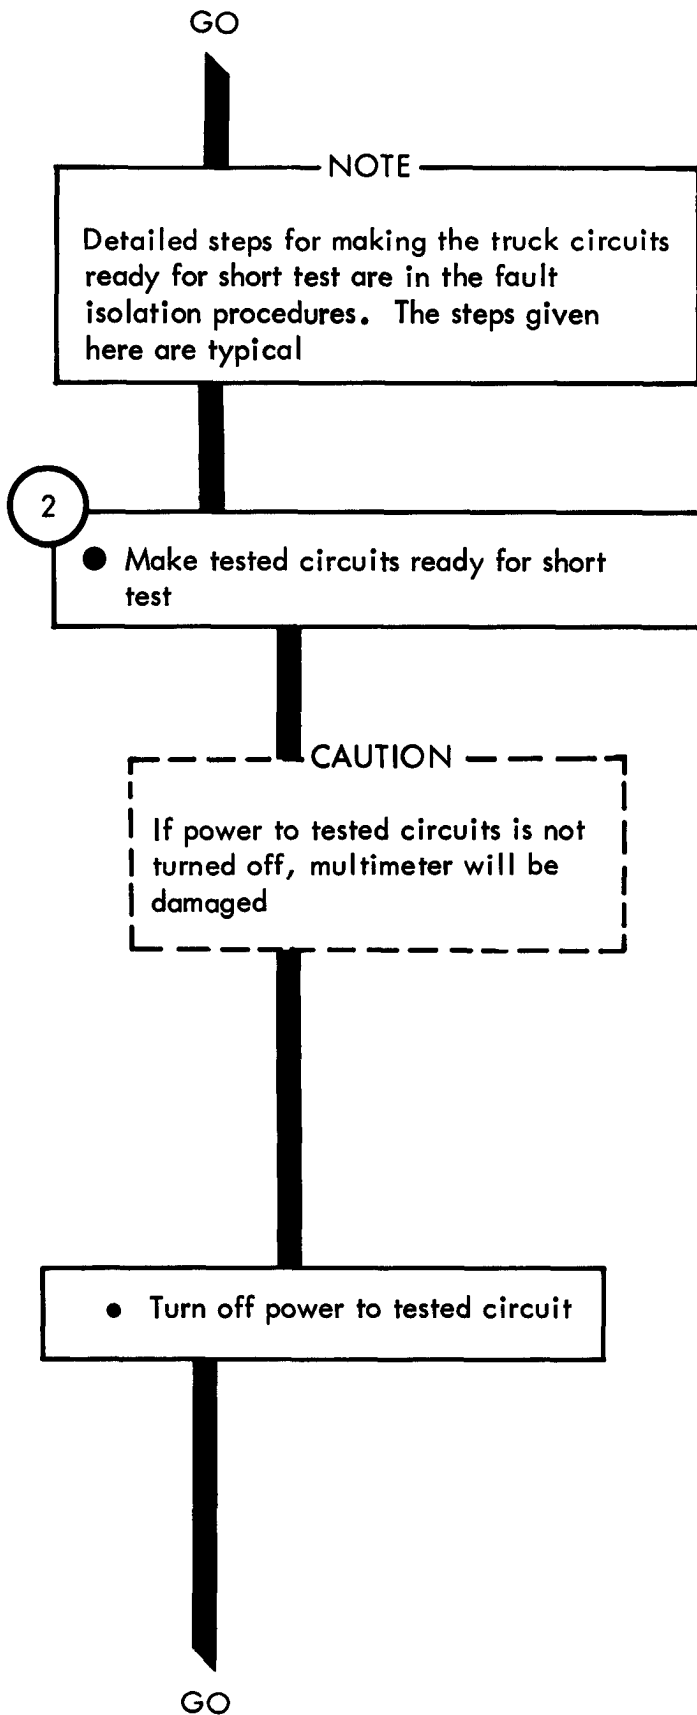 GO
NOTE
Detailed steps for making the truck circuits
ready for short test are in the fault
isolation procedures. The steps given
here are typical
2
● Make tested circuits ready for short
test
CAUTION
If power to tested circuits is not
turned off, multimeter will be
damaged
● Turn off power to tested circuit
GO